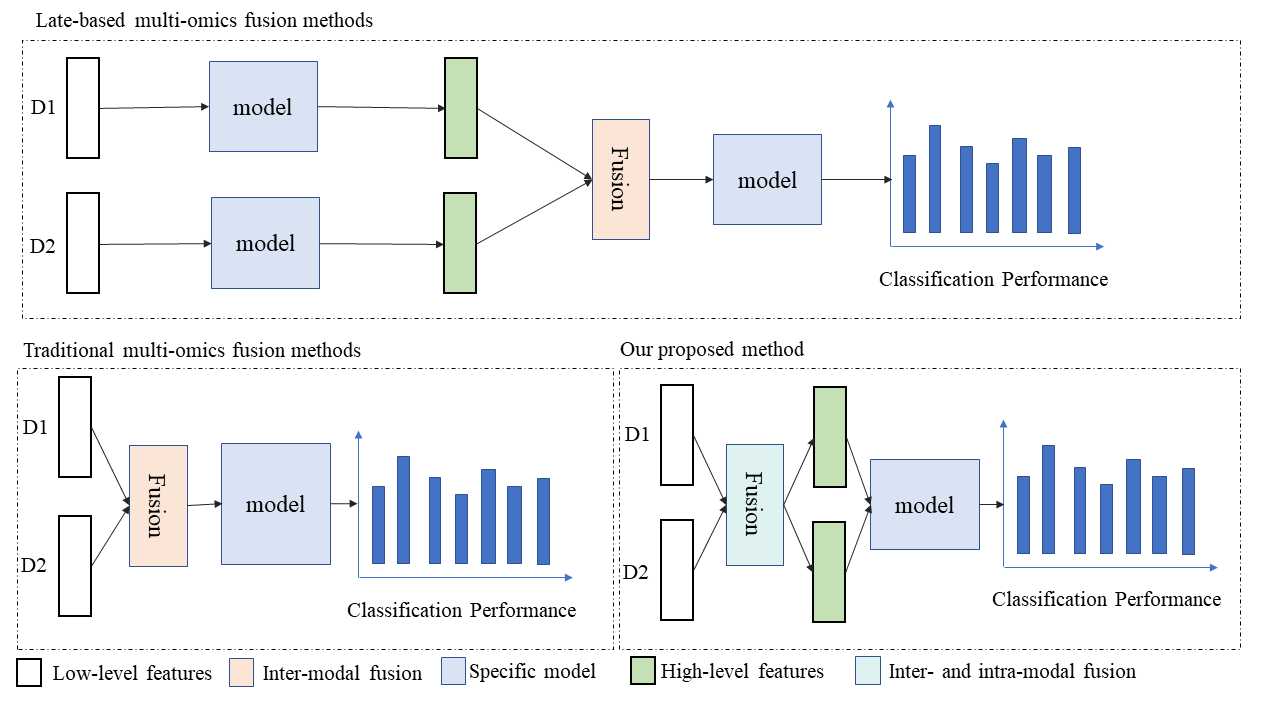 Late-based multi-omics fusion methods
D1
model
Fusion
model
D2
model
Classification Performance
Traditional multi-omics fusion methods
D1
Fusion
model
D2
Classification Performance
Our proposed method
D1
Fusion
model
D2
Classification Performance
Low-level features
Inter-modal fusion
Specific model
High-level features
Inter- and intra-modal fusion